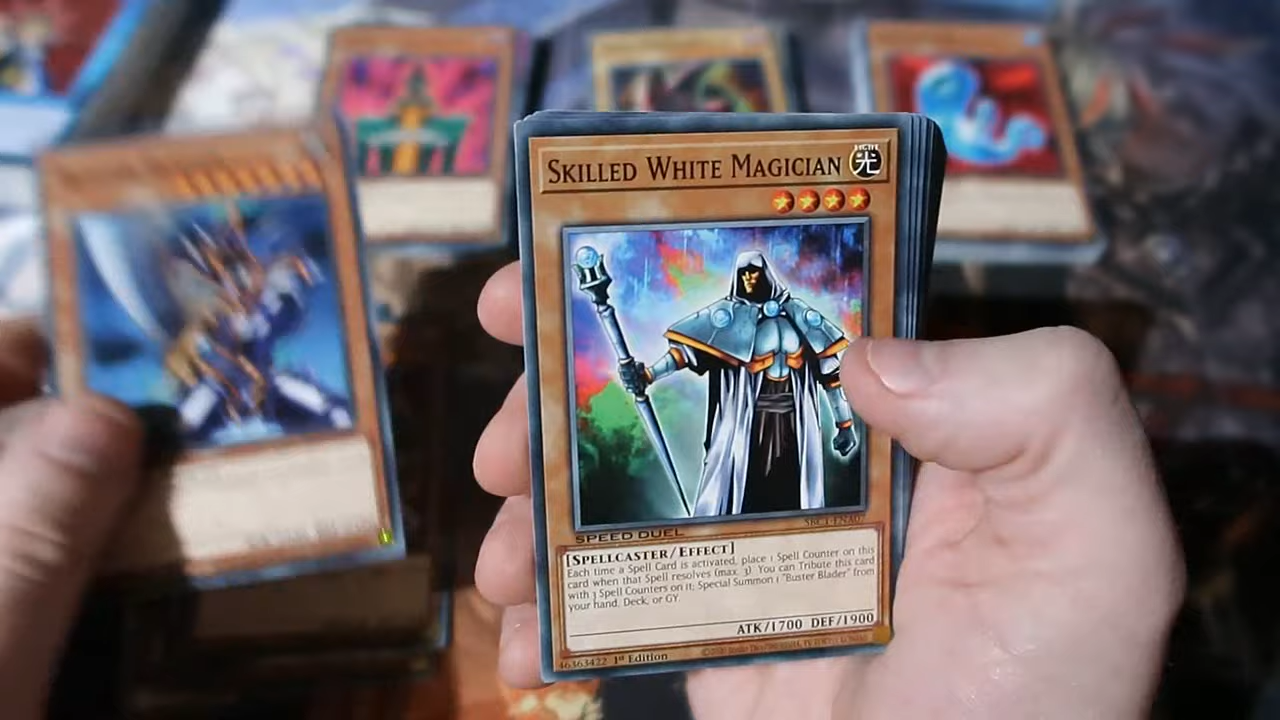 SKILLED WHITE MAGICIAN
LIGHT
光
SPEED DUEL
[SPELLCASTER/EFFECT]
Each time a Spell Card is activated, place 1 Spell Counter on this
card when that Spell resolves (max. 3). You can Tribute this card
with 3 Spell Counters on it; Special Summon 1 "Buster Blader" from
your hand, Deck, or GY.
ATK/1700 DEF/1900
46363422 1st Edition